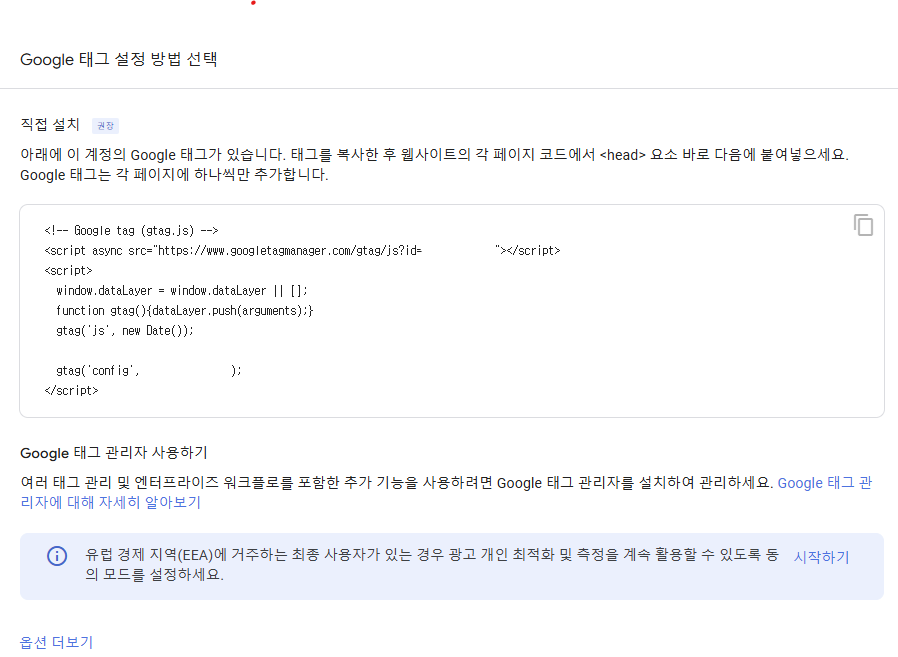 Google 태그 설정 방법 선택
직접 설치 권장
아래에 이 계정의 Google 태그가 있습니다. 태그를 복사한 후 웹사이트의 각 페이지 코드에서 <head> 요소 바로 다음에 붙여넣으세요.
Google 태그는 각 페이지에 하나씩만 추가합니다.
<!-- Google tag (gtag.js) -->
<script async src="https://www.googletagmanager.com/gtag/js?id= "></script>
<script>
window.dataLayer = window.dataLayer || [];
function gtag(){dataLayer.push(arguments);}
gtag('js', new Date());
gtag('config', );
</script>
Google 태그 관리자 사용하기
여러 태그 관리 및 엔터프라이즈 워크플로를 포함한 추가 기능을 사용하려면 Google 태그 관리자를 설치하여 관리하세요. Google 태그 관
리자에 대해 자세히 알아보기
유럽 경제 지역(EEA)에 거주하는 최종 사용자가 있는 경우 광고 개인 최적화 및 측정을 계속 활용할 수 있도록 동 시작하기
의 모드를 설정하세요.
옵션 더보기